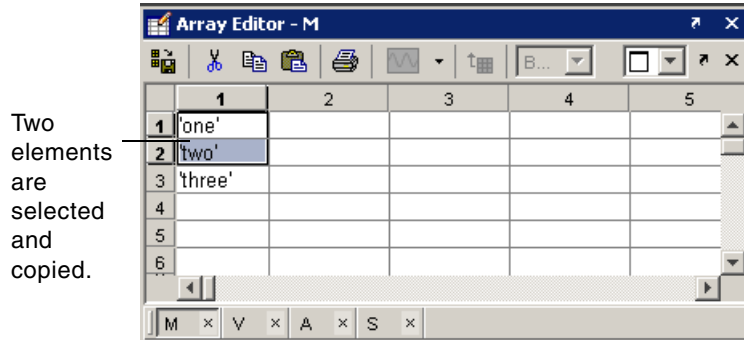 Array Editor - M
B...
1 2 3 4 5
1 'one'
2 'two'
3 'three'
4
5
6
Two
elements
are
selected
and
copied.
M V A S